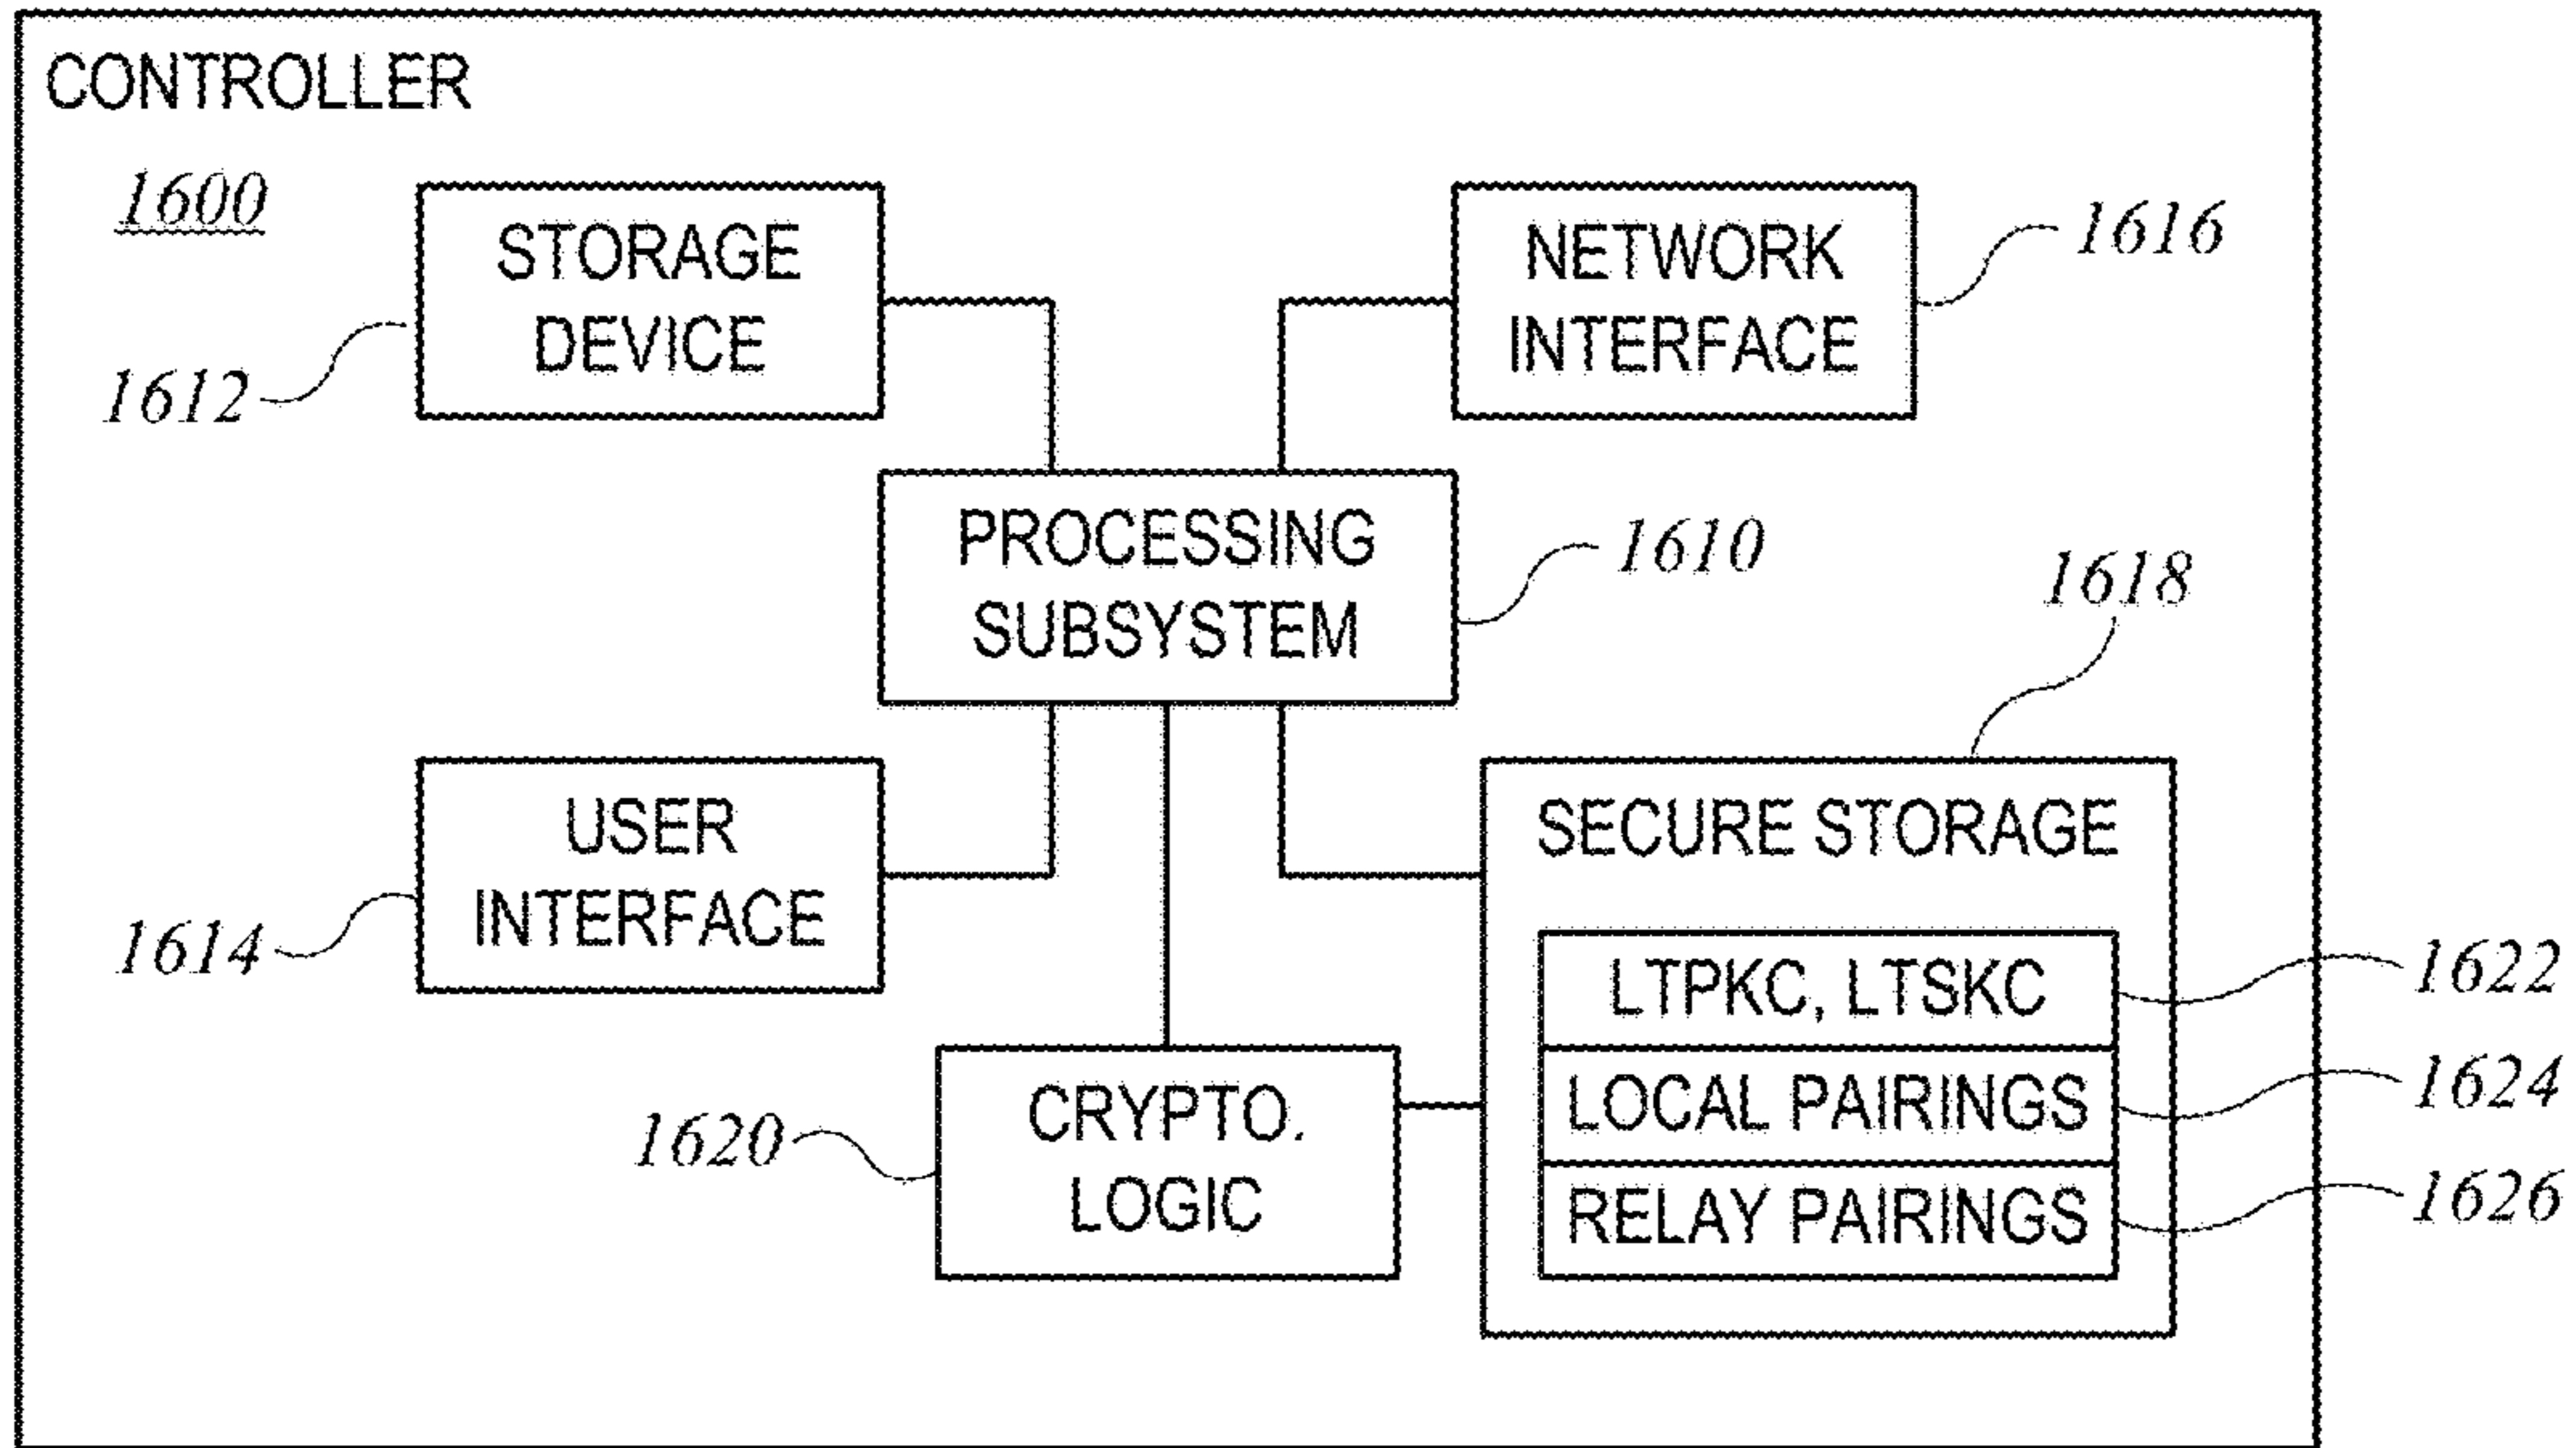 CONTROLLER
1600
STORAGE
DEVICE
1612
NETWORK
INTERFACE
1616
PROCESSING
SUBSYSTEM
1610
1618
USER
INTERFACE
1614
SECURE STORAGE
LTPKC, LTSKC
1622
LOCAL PAIRINGS
1624
RELAY PAIRINGS
1626
CRYPTO.
LOGIC
1620